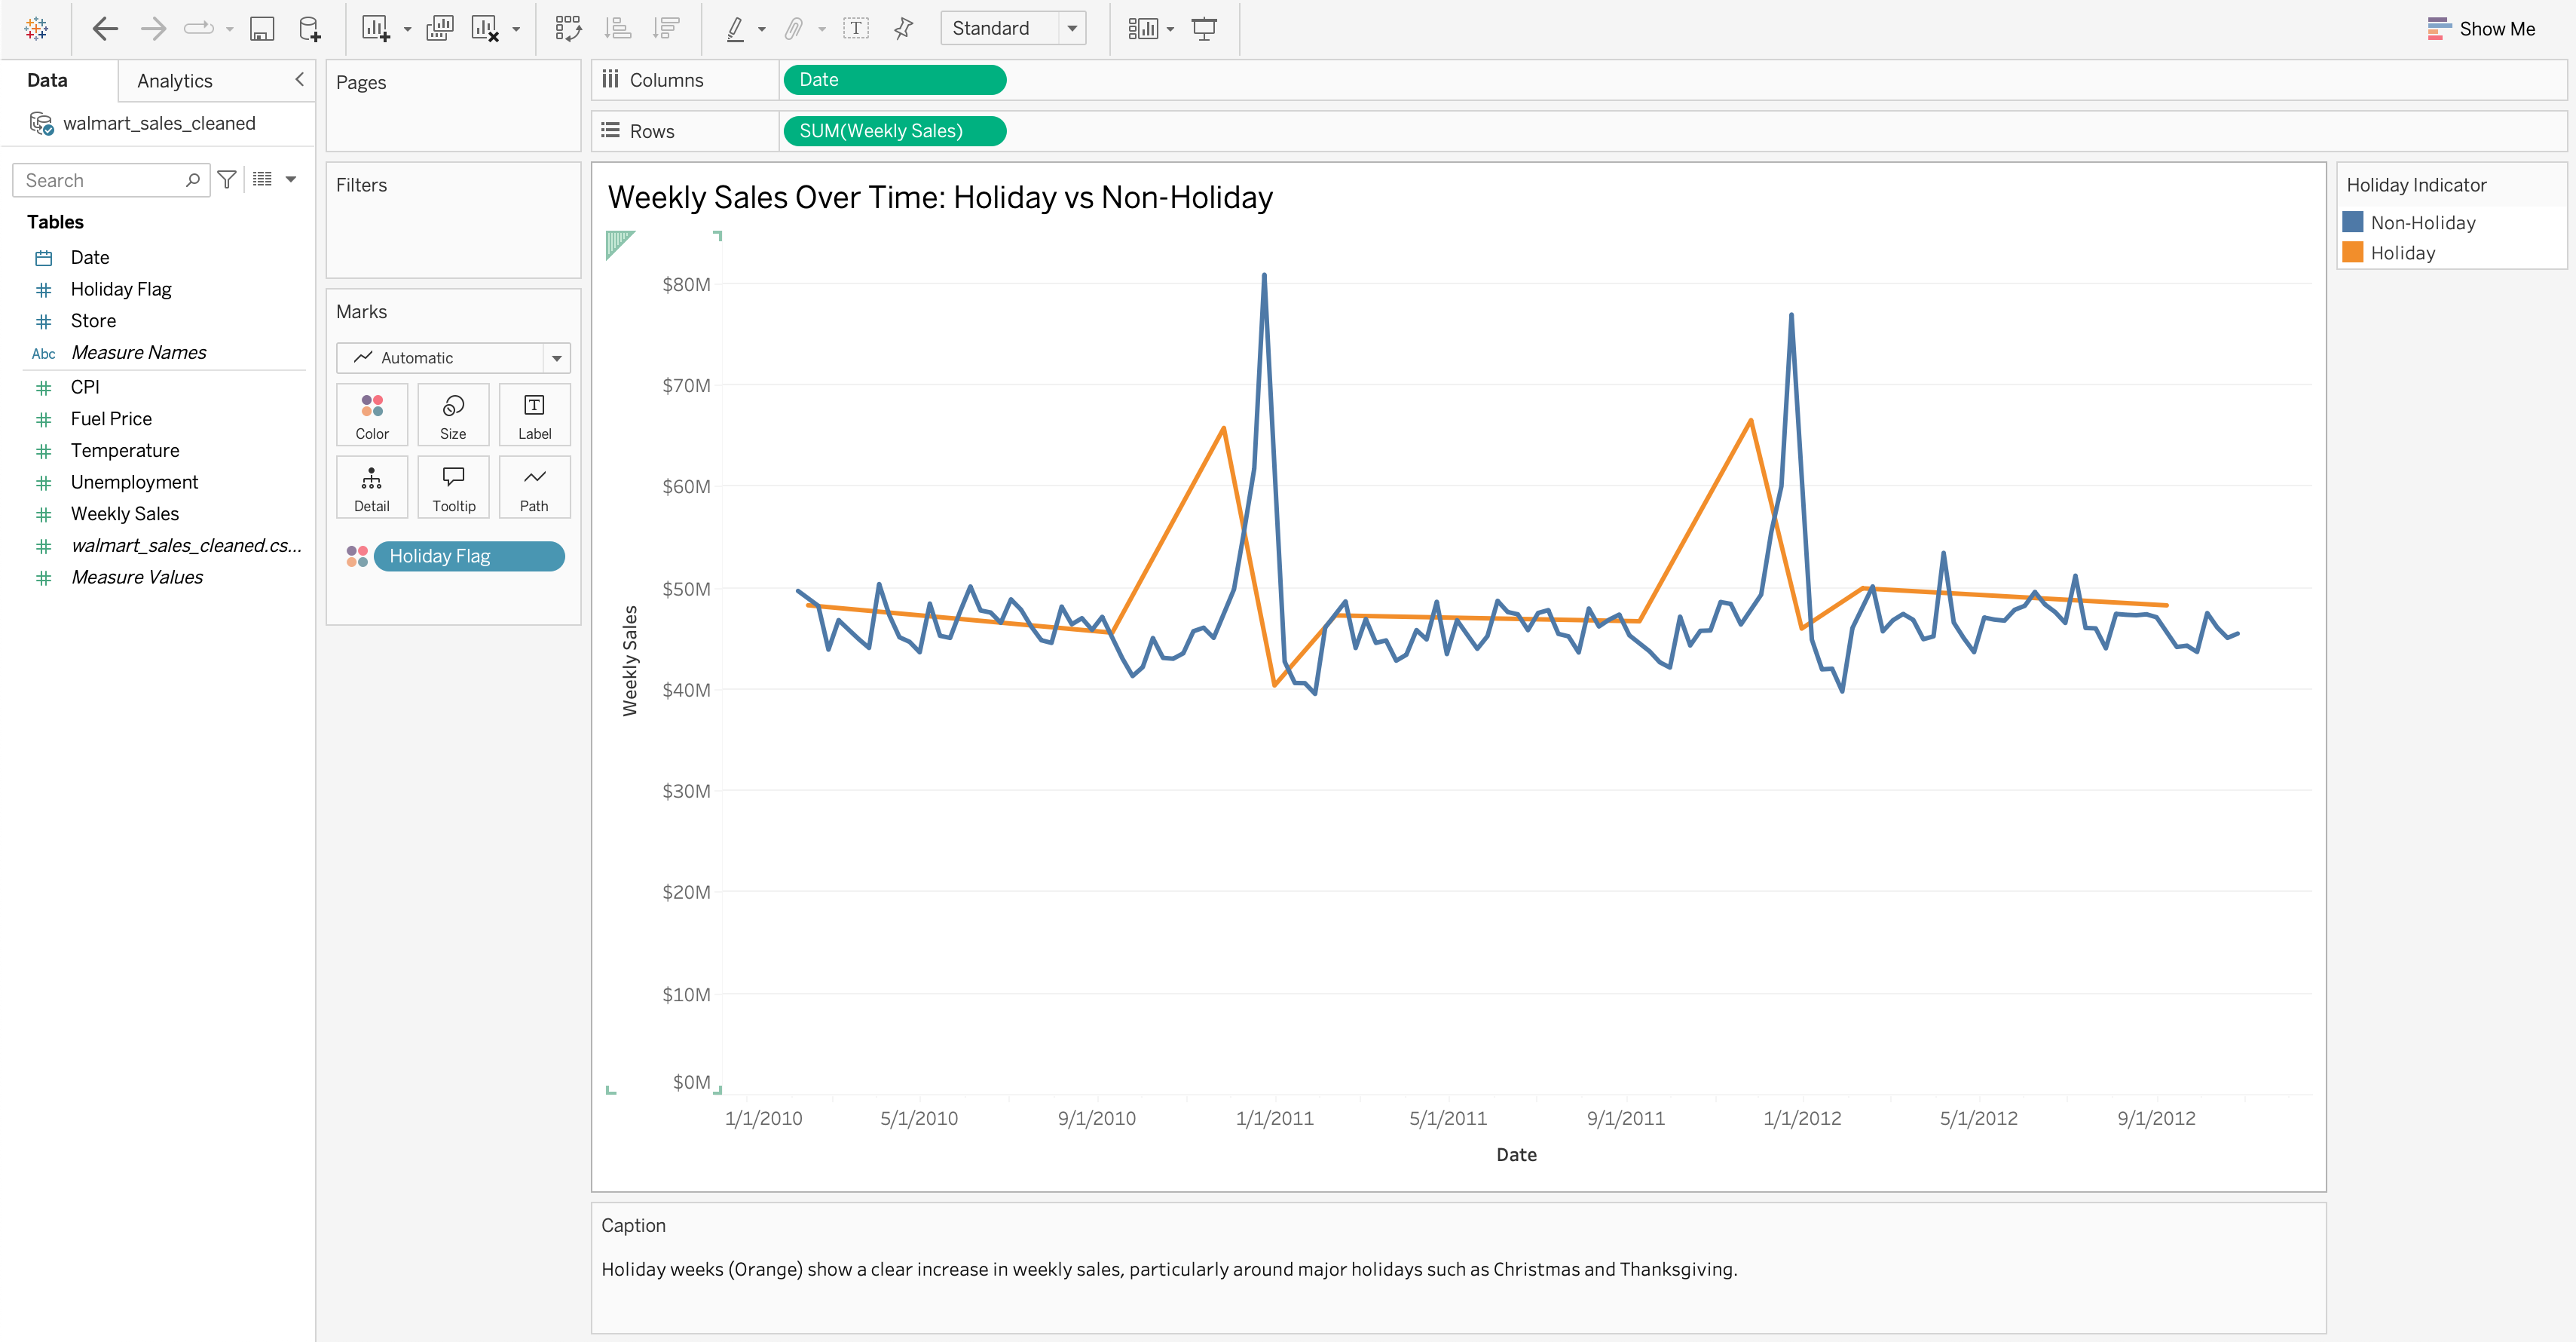 Standard
Show Me
Data
Analytics
walmart_sales_cleaned
Search
Tables
Date
Holiday Flag
Store
Abc Measure Names
CPI
Fuel Price
Temperature
Unemployment
Weekly Sales
walmart_sales_cleaned.cs...
Measure Values
Pages
Filters
Marks
Automatic
Color
Size
T
Label
Detail
Tooltip
Path
Holiday Flag
Columns
Date
Rows
SUM(Weekly Sales)
Weekly Sales Over Time: Holiday vs Non-Holiday
$80M
$70M
$60M
$50M
$40M
$30M
$20M
$10M
$0M
Weekly Sales
1/1/2010
5/1/2010
9/1/2010
1/1/2011
5/1/2011
9/1/2011
1/1/2012
5/1/2012
9/1/2012
Date
Holiday Indicator
Non-Holiday
Holiday
Caption
Holiday weeks (Orange) show a clear increase in weekly sales, particularly around major holidays such as Christmas and Thanksgiving.